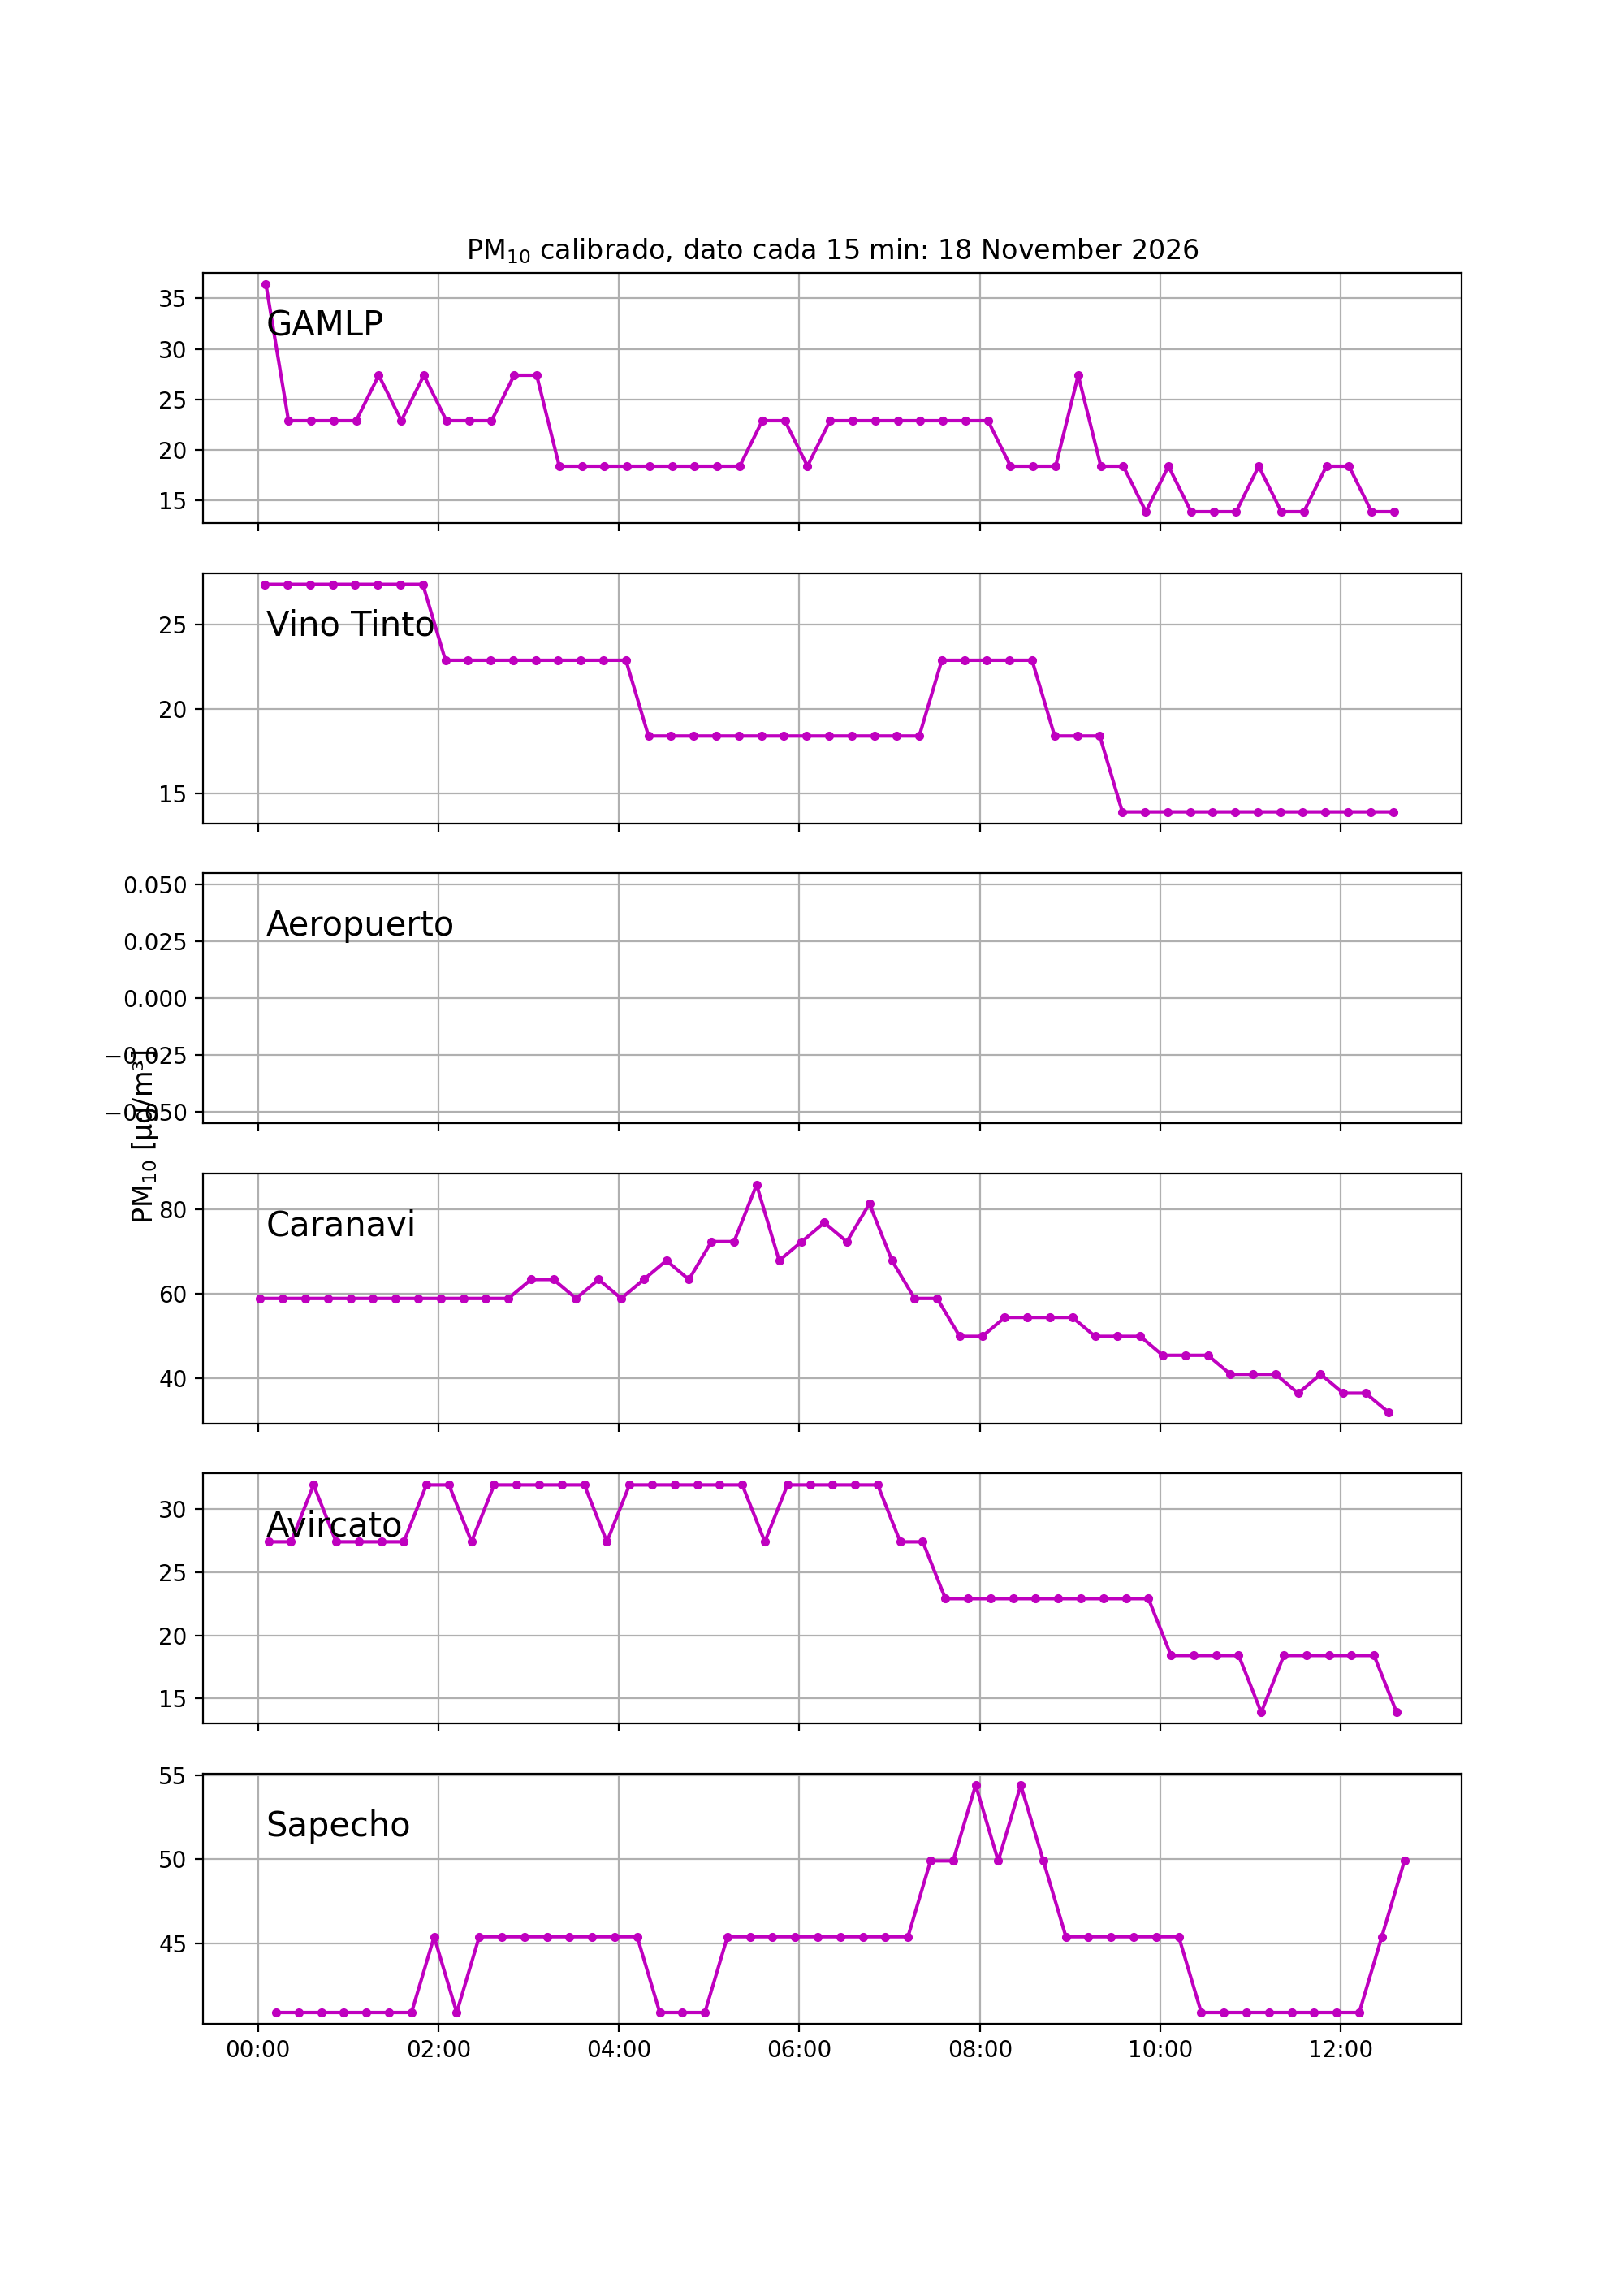 PM₁₀ calibrado, dato cada 15 min: 18 November 2026
35
30
25
20
15
GAMLP
25
20
15
Vino Tinto
0.050
0.025
0.000
−0.025
−0.050
Aeropuerto
PM₁₀ [µg/m³]
80
60
40
Caranavi
30
25
20
15
Avircato
55
50
45
Sapecho
00:00 02:00 04:00 06:00 08:00 10:00 12:00